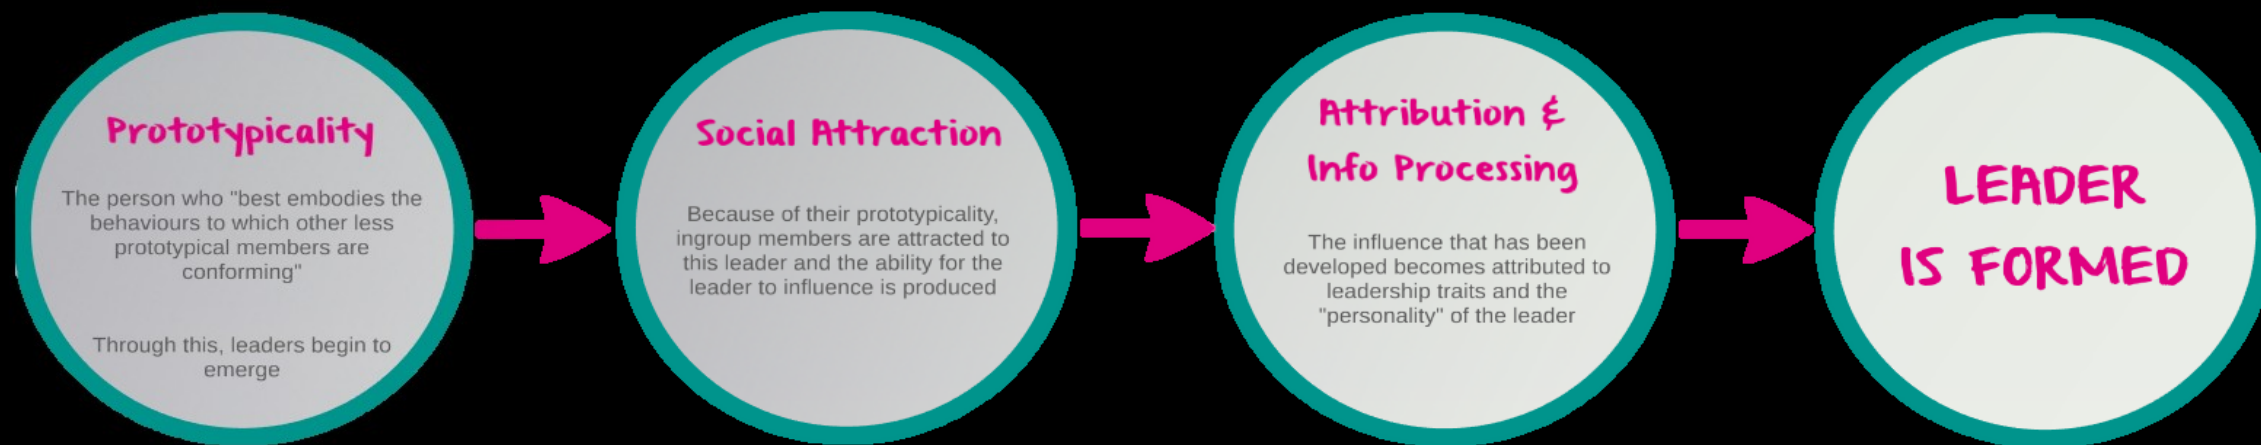 Prototypicality
The person who "best embodies the
behaviours to which other less
prototypical members are
conforming"
Through this, leaders begin to
emerge
Social Attraction
Because of their prototypicality,
ingroup members are attracted to
this leader and the ability for the
leader to influence is produced
Attribution &
Info Processing
The influence that has been
developed becomes attributed to
leadership traits and the
"personality" of the leader
LEADER
IS FORMED